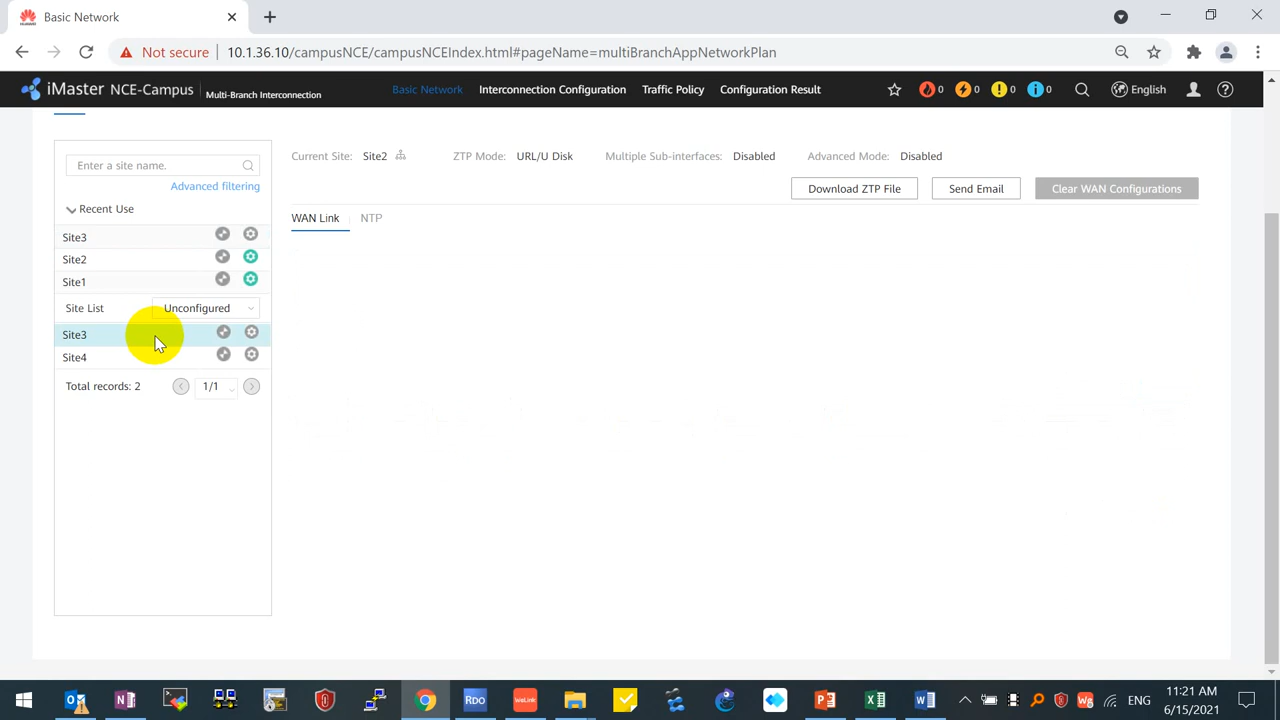 Basic Network
Not secure
10.1.36.10/campusNCE/campusNCEIndex.html#pageName=multiBranchAppNetworkPlan
iMaster NCE-Campus
Multi-Branch Interconnection
Basic Network
Interconnection Configuration
Traffic Policy
Configuration Result
0
0
0
0
English
Enter a site name.
Advanced filtering
Recent Use
Site3
Site2
Site1
Site List
Unconfigured
Site3
Site4
Total records: 2
1/1
Current Site: Site2
ZTP Mode: URL/U Disk
Multiple Sub-interfaces: Disabled
Advanced Mode: Disabled
Download ZTP File
Send Email
Clear WAN Configurations
WAN Link
NTP
RDO
WeLink
ENG
11:21 AM
6/15/2021